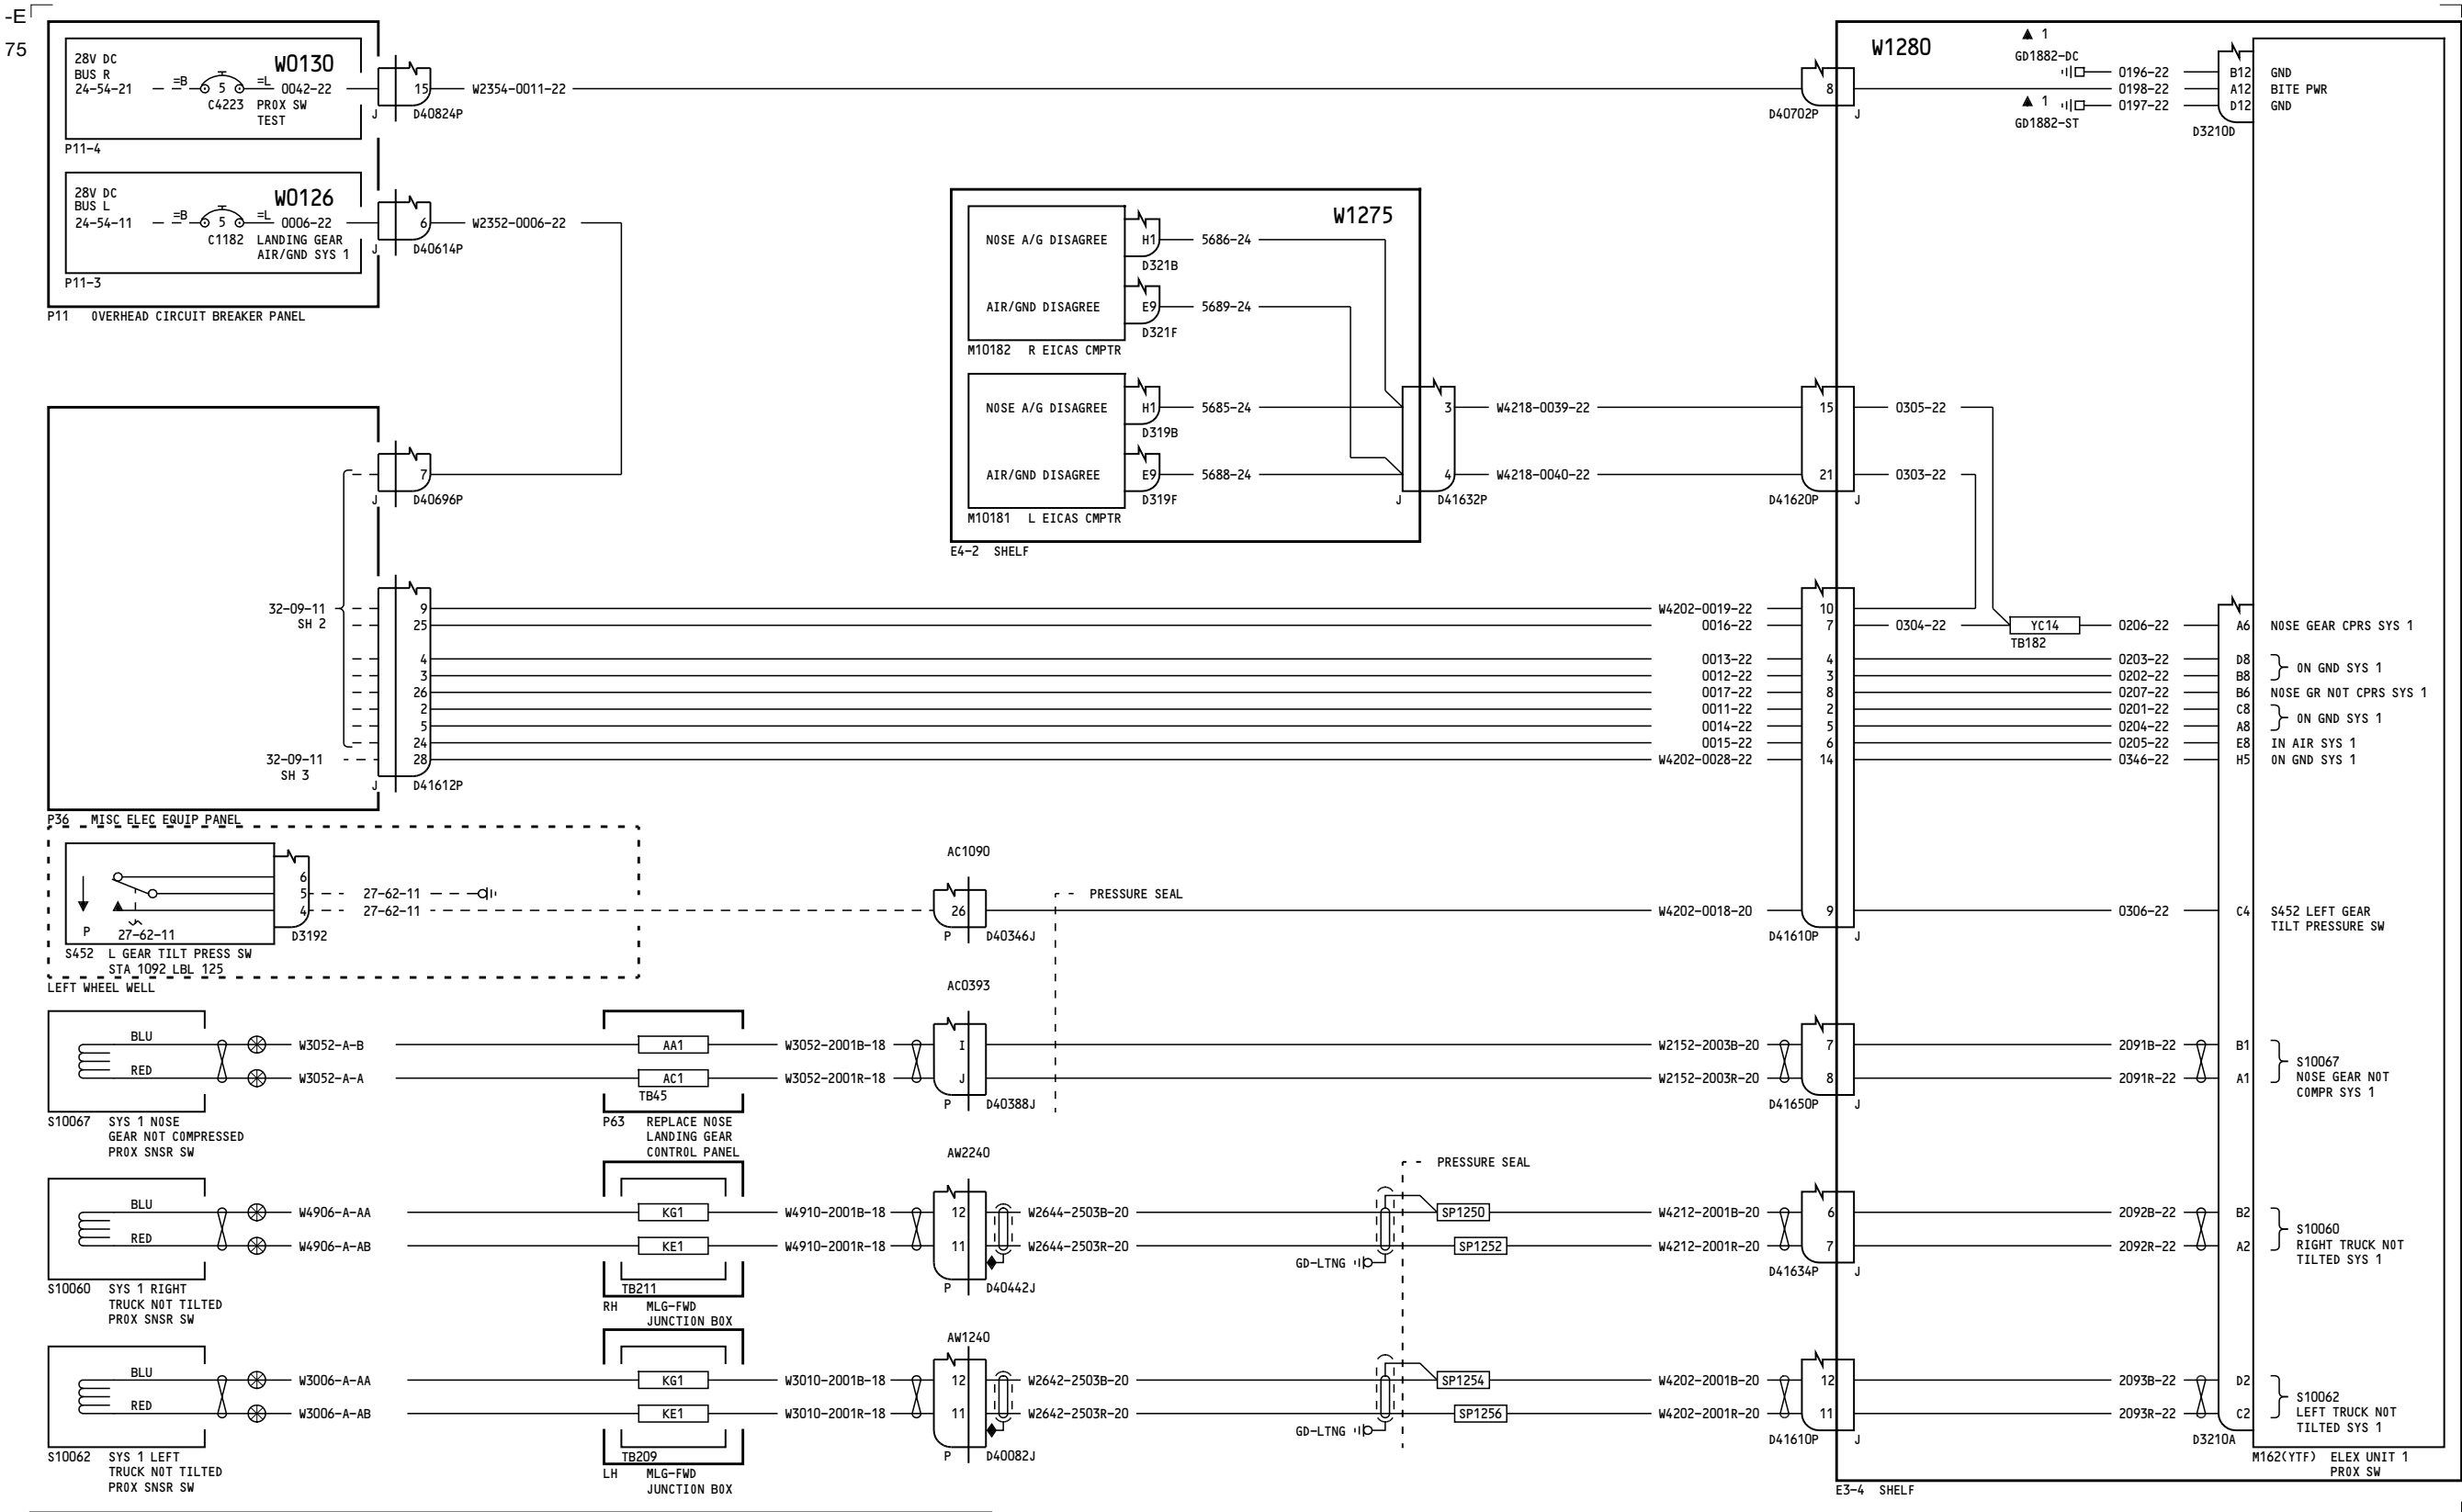 -E
75
28V DC
BUS R
24-54-21
=B
5
=L
W0130
0042-22
C4223
PROX SW
TEST
P11-4
15
J
D40824P
W2354-0011-22
28V DC
BUS L
24-54-11
=B
5
=L
W0126
0006-22
C1182
LANDING GEAR
AIR/GND SYS 1
P11-3
6
J
D40614P
W2352-0006-22
P11 OVERHEAD CIRCUIT BREAKER PANEL
8
D40702P
J
W1280
1
GD1882-DC
0196-22
B12
GND
0198-22
A12
BITE PWR
1
0197-22
D12
GND
GD1882-ST
D3210D
W1275
NOSE A/G DISAGREE
H1
5686-24
D321B
AIR/GND DISAGREE
E9
5689-24
D321F
M10182 R EICAS CMPTR
NOSE A/G DISAGREE
H1
5685-24
D319B
AIR/GND DISAGREE
E9
5688-24
D319F
M10181 L EICAS CMPTR
E4-2 SHELF
3
W4218-0039-22
15
0305-22
4
W4218-0040-22
21
0303-22
J
D41632P
D41620P
J
7
J
D40696P
32-09-11
SH 2
32-09-11
SH 3
9
W4202-0019-22
10
25
0016-22
7
0304-22
YC14
TB182
0206-22
A6
NOSE GEAR CPRS SYS 1
4
0013-22
4
0203-22
D8
3
0012-22
3
0202-22
B8
ON GND SYS 1
26
0017-22
8
0207-22
B6
NOSE GR NOT CPRS SYS 1
2
0011-22
2
0201-22
C8
5
0014-22
5
0204-22
A8
ON GND SYS 1
24
0015-22
6
0205-22
E8
IN AIR SYS 1
28
W4202-0028-22
14
0346-22
H5
ON GND SYS 1
J
D41612P
P36 MISC ELEC EQUIP PANEL
6
5
27-62-11
4
27-62-11
P
27-62-11
D3192
S452 L GEAR TILT PRESS SW
STA 1092 LBL 125
LEFT WHEEL WELL
AC1090
26
P
D40346J
PRESSURE SEAL
W4202-0018-20
9
D41610P
J
0306-22
C4
S452 LEFT GEAR
TILT PRESSURE SW
BLU
W3052-A-B
AA1
W3052-2001B-18
AC0393
I
W2152-2003B-20
7
2091B-22
B1
RED
W3052-A-A
AC1
W3052-2001R-18
J
W2152-2003R-20
8
2091R-22
A1
TB45
P
D40388J
D41650P
J
S10067
NOSE GEAR NOT
COMPR SYS 1
S10067 SYS 1 NOSE
GEAR NOT COMPRESSED
PROX SNSR SW
P63 REPLACE NOSE
LANDING GEAR
CONTROL PANEL
AW2240
PRESSURE SEAL
BLU
W4906-A-AA
KG1
W4910-2001B-18
12
W2644-2503B-20
SP1250
W4212-2001B-20
6
2092B-22
B2
RED
W4906-A-AB
KE1
W4910-2001R-18
11
W2644-2503R-20
SP1252
W4212-2001R-20
7
2092R-22
A2
GD-LTNG
TB211
P
D40442J
D41634P
J
S10060
RIGHT TRUCK NOT
TILTED SYS 1
S10060 SYS 1 RIGHT
TRUCK NOT TILTED
PROX SNSR SW
RH MLG-FWD
JUNCTION BOX
AW1240
BLU
W3006-A-AA
KG1
W3010-2001B-18
12
W2642-2503B-20
SP1254
W4202-2001B-20
12
2093B-22
D2
RED
W3006-A-AB
KE1
W3010-2001R-18
11
W2642-2503R-20
SP1256
W4202-2001R-20
11
2093R-22
C2
GD-LTNG
TB209
P
D40082J
D41610P
J
S10062
LEFT TRUCK NOT
TILTED SYS 1
D3210A
S10062 SYS 1 LEFT
TRUCK NOT TILTED
PROX SNSR SW
LH MLG-FWD
JUNCTION BOX
M162(YTF) ELEX UNIT 1
PROX SW
E3-4 SHELF